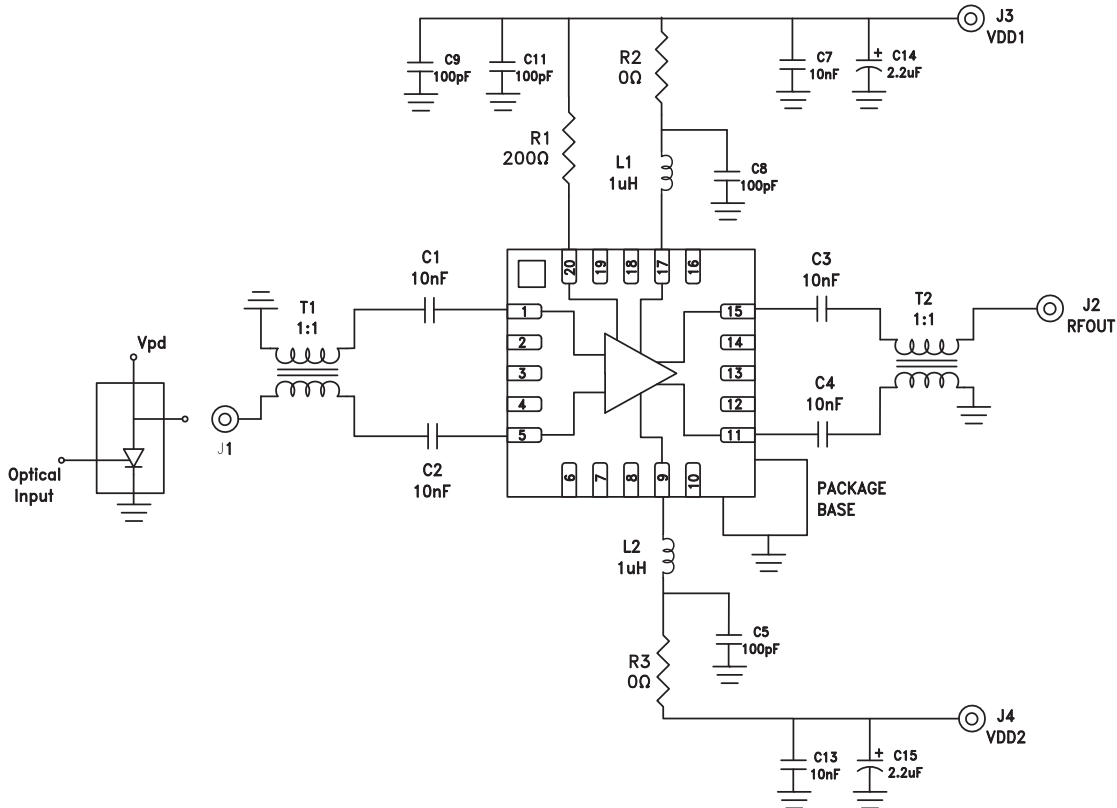 J3
VDD1
C9
100pF
C11
100pF
R2
0Ω
C7
10nF
+
C14
2.2uF
R1
200Ω
L1
1uH
C8
100pF
C1
10nF
20
19
18
17
16
C3
10nF
T1
1:1
T2
1:1
J2
RFOUT
1
2
3
4
5
15
14
13
12
11
Vpd
J1
Optical
Input
C2
10nF
C4
10nF
6
7
8
9
10
PACKAGE
BASE
L2
1uH
C5
100pF
R3
0Ω
J4
VDD2
C13
10nF
+
C15
2.2uF